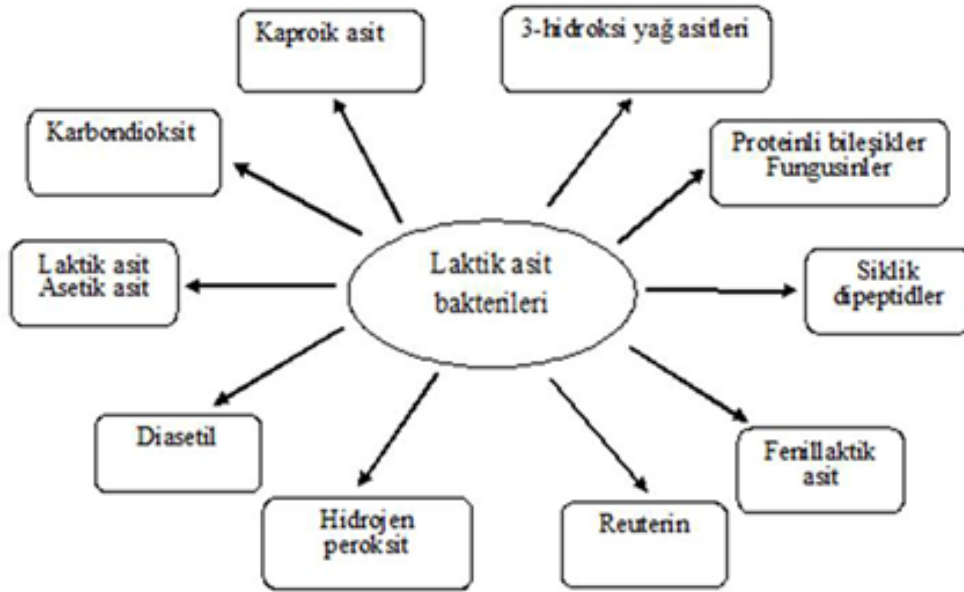 Kaproik asit
3-hidroksi yağ asitleri
Karbondioksit
Proteinli bileşikler
Fungusinler
Laktik asit
Asetik asit
Laktik asit
bakterileri
Siklik
dipeptidler
Diasetil
Fenillaktik
asit
Hidrojen
peroksit
Reuterin